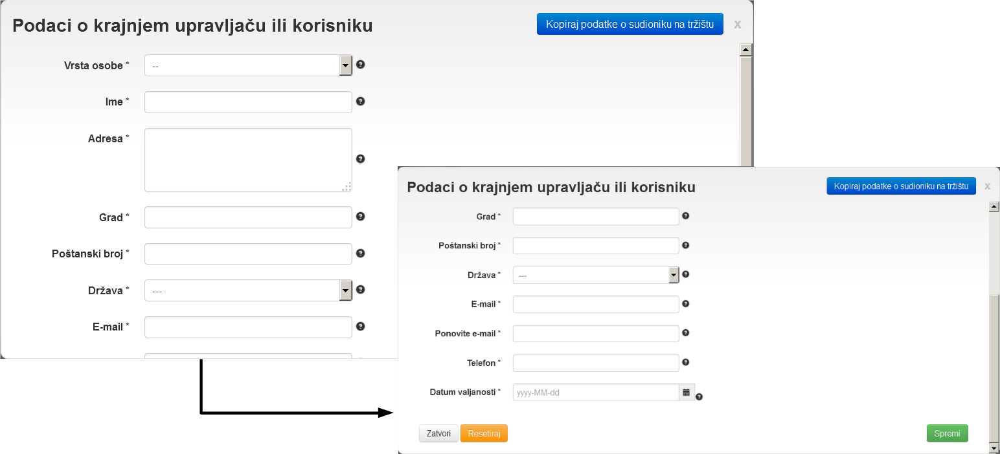 Podaci o krajnjem upravljaču ili korisniku
Kopiraj podatke o sudioniku na tržištu
x
Vrsta osobe *
--
Ime *
Adresa *
Grad *
Poštanski broj *
Država *
---
E-mail *
Podaci o krajnjem upravljaču ili korisniku
Kopiraj podatke o sudioniku na tržištu
x
Grad *
Poštanski broj *
Država *
---
E-mail *
Ponovite e-mail *
Telefon *
Datum valjanosti *
yyyy-MM-dd
Zatvori
Resetiraj
Spremi